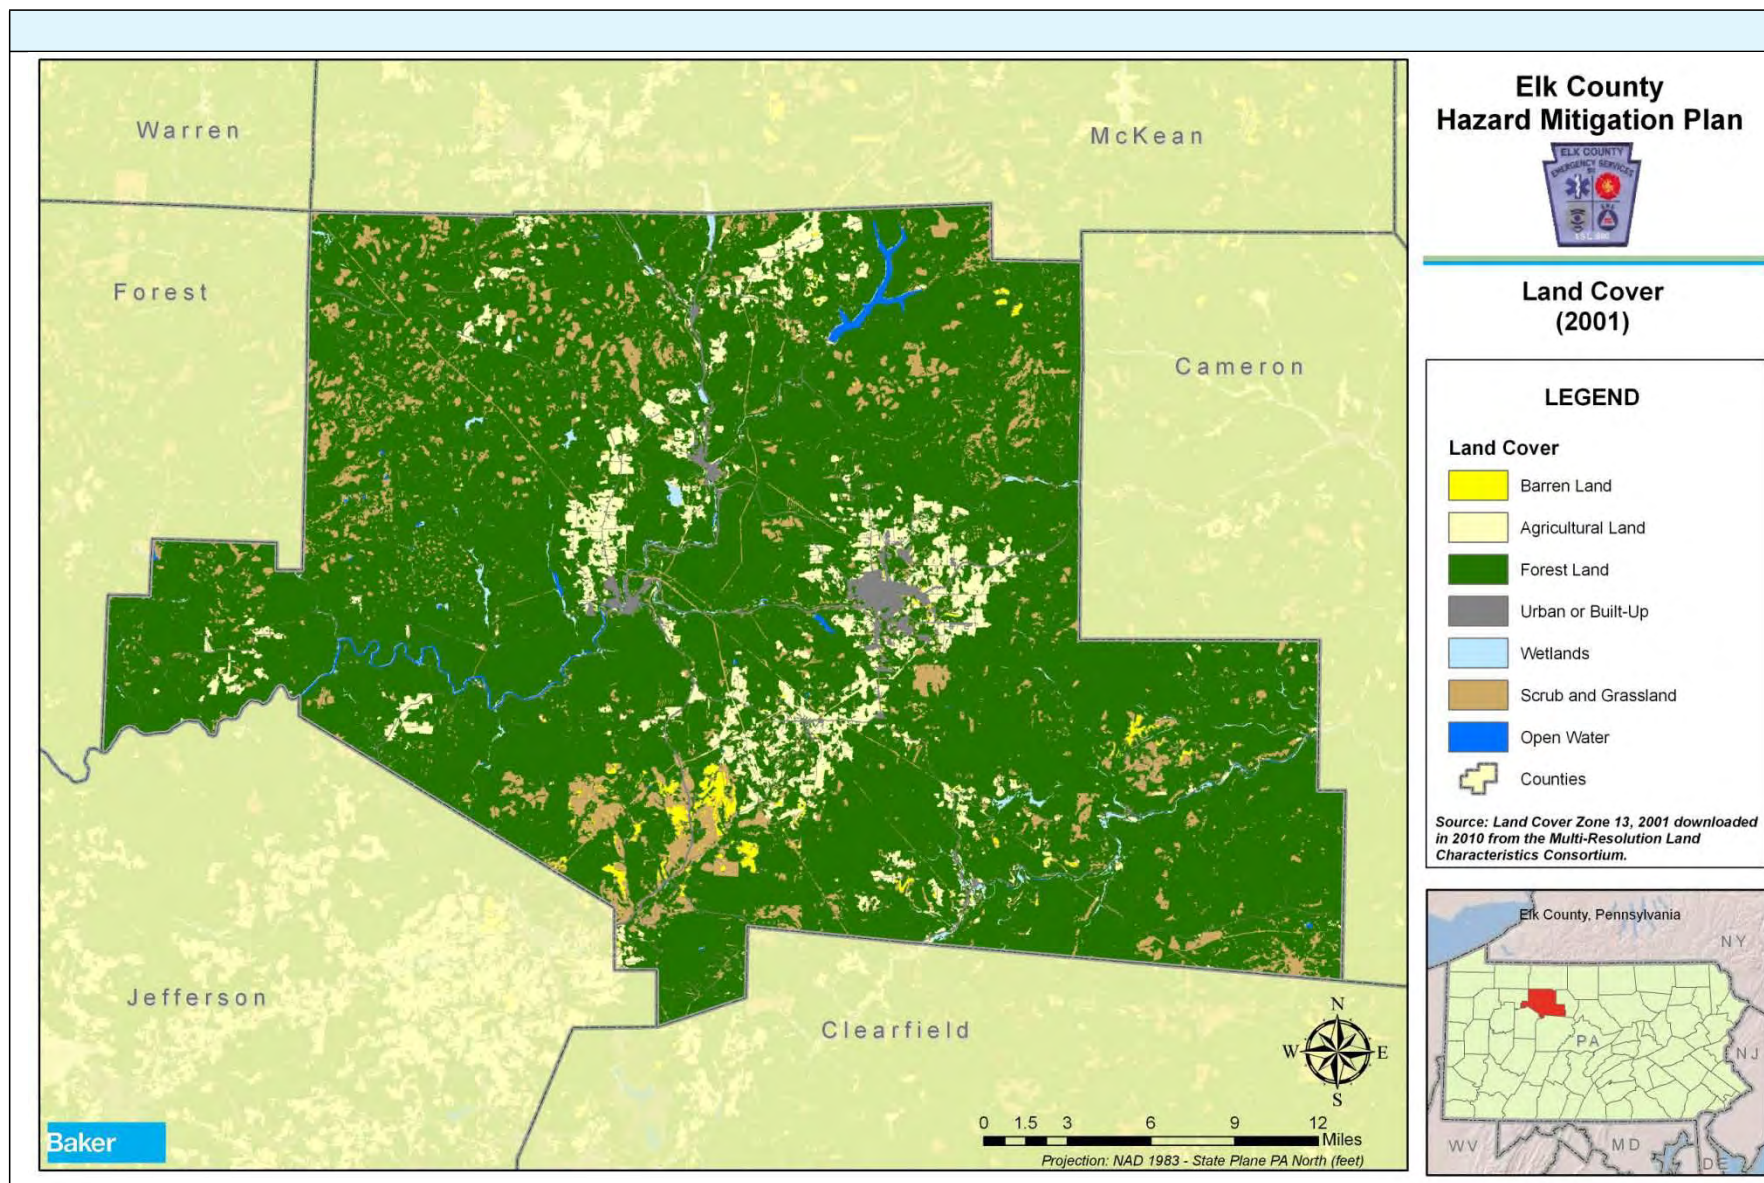 Warren
McKean
Forest
Cameron
Jefferson
Clearfield
N
W
E
S
0
1.5
3
6
9
12
Miles
Projection: NAD 1983 - State Plane PA North (feet)
Baker
Elk County
Hazard Mitigation Plan
ELK COUNTY
EMERGENCY SERVICES
Land Cover
(2001)
LEGEND
Land Cover
Barren Land
Agricultural Land
Forest Land
Urban or Built-Up
Wetlands
Scrub and Grassland
Open Water
Counties
Source: Land Cover Zone 13, 2001 downloaded
in 2010 from the Multi-Resolution Land
Characteristics Consortium.
Elk County, Pennsylvania
NY
PA
NJ
WV
MD
DE